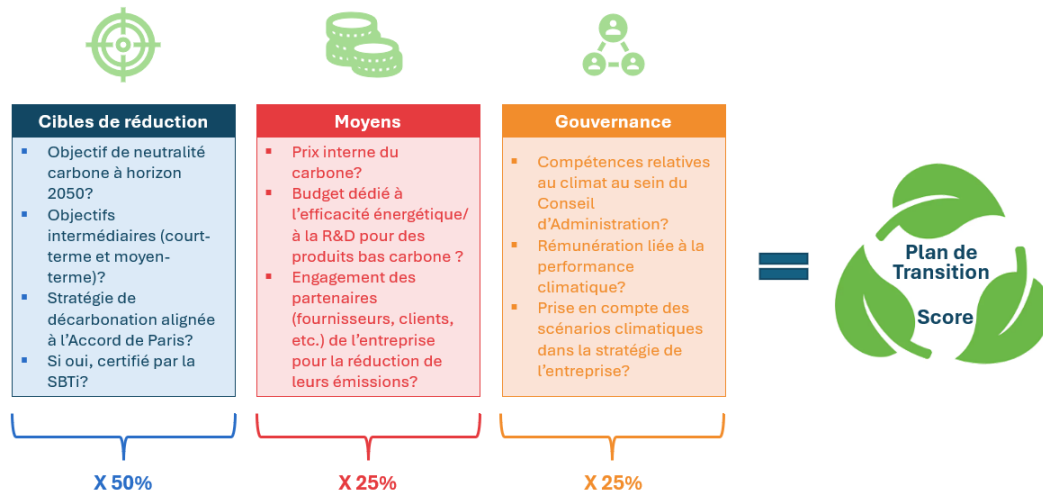 Cibles de réduction
▪ Objectif de neutralité
carbone à horizon
2050?
▪ Objectifs
intermédiaires (court-
terme et moyen-
terme)?
▪ Stratégie de
décarbonation alignée
à l'Accord de Paris?
▪ Si oui, certifié par la
SBTi?
X 50%
Moyens
▪ Prix interne du
carbone?
▪ Budget dédié à
l'efficacité énergétique/
à la R&D pour des
produits bas carbone ?
▪ Engagement des
partenaires
(fournisseurs, clients,
etc.) de l'entreprise
pour la réduction de
leurs émissions?
X 25%
Gouvernance
▪ Compétences relatives
au climat au sein du
Conseil
d'Administration?
▪ Rémunération liée à la
performance
climatique?
▪ Prise en compte des
scénarios climatiques
dans la stratégie de
l'entreprise?
X 25%
=
Plan de
Transition
Score